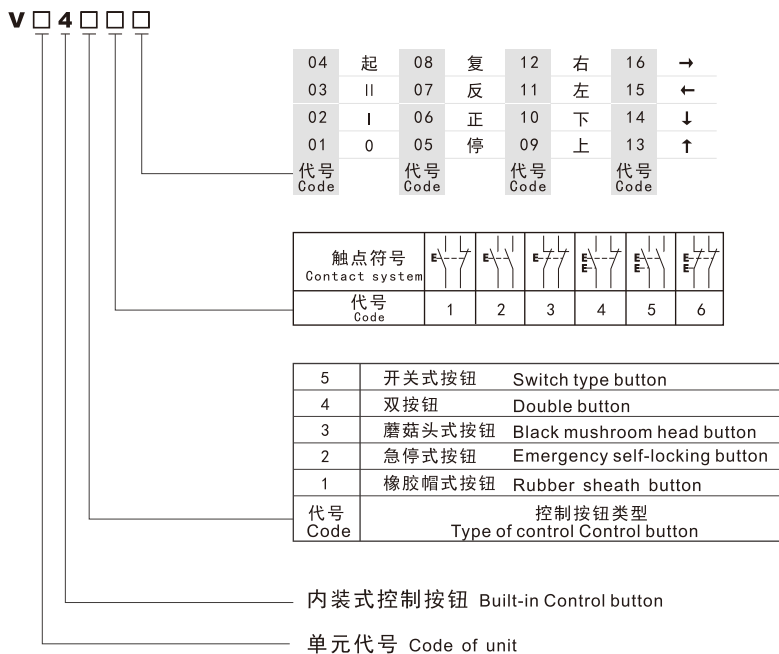 V□4□□□
04 起 08 复 12 右 16 →
03 II 07 反 11 左 15 ←
02 I 06 正 10 下 14 ↓
01 0 05 停 09 上 13 ↑
代号 代号 代号 代号
Code Code Code Code
触点符号 E E E E E E
Contact system E E E
代号 1 2 3 4 5 6
Code
5 开关式按钮 Switch type button
4 双按钮 Double button
3 蘑菇头式按钮 Black mushroom head button
2 急停式按钮 Emergency self-locking button
1 橡胶帽式按钮 Rubber sheath button
代号 控制按钮类型
Code Type of control Control button
内装式控制按钮 Built-in Control button
单元代号 Code of unit